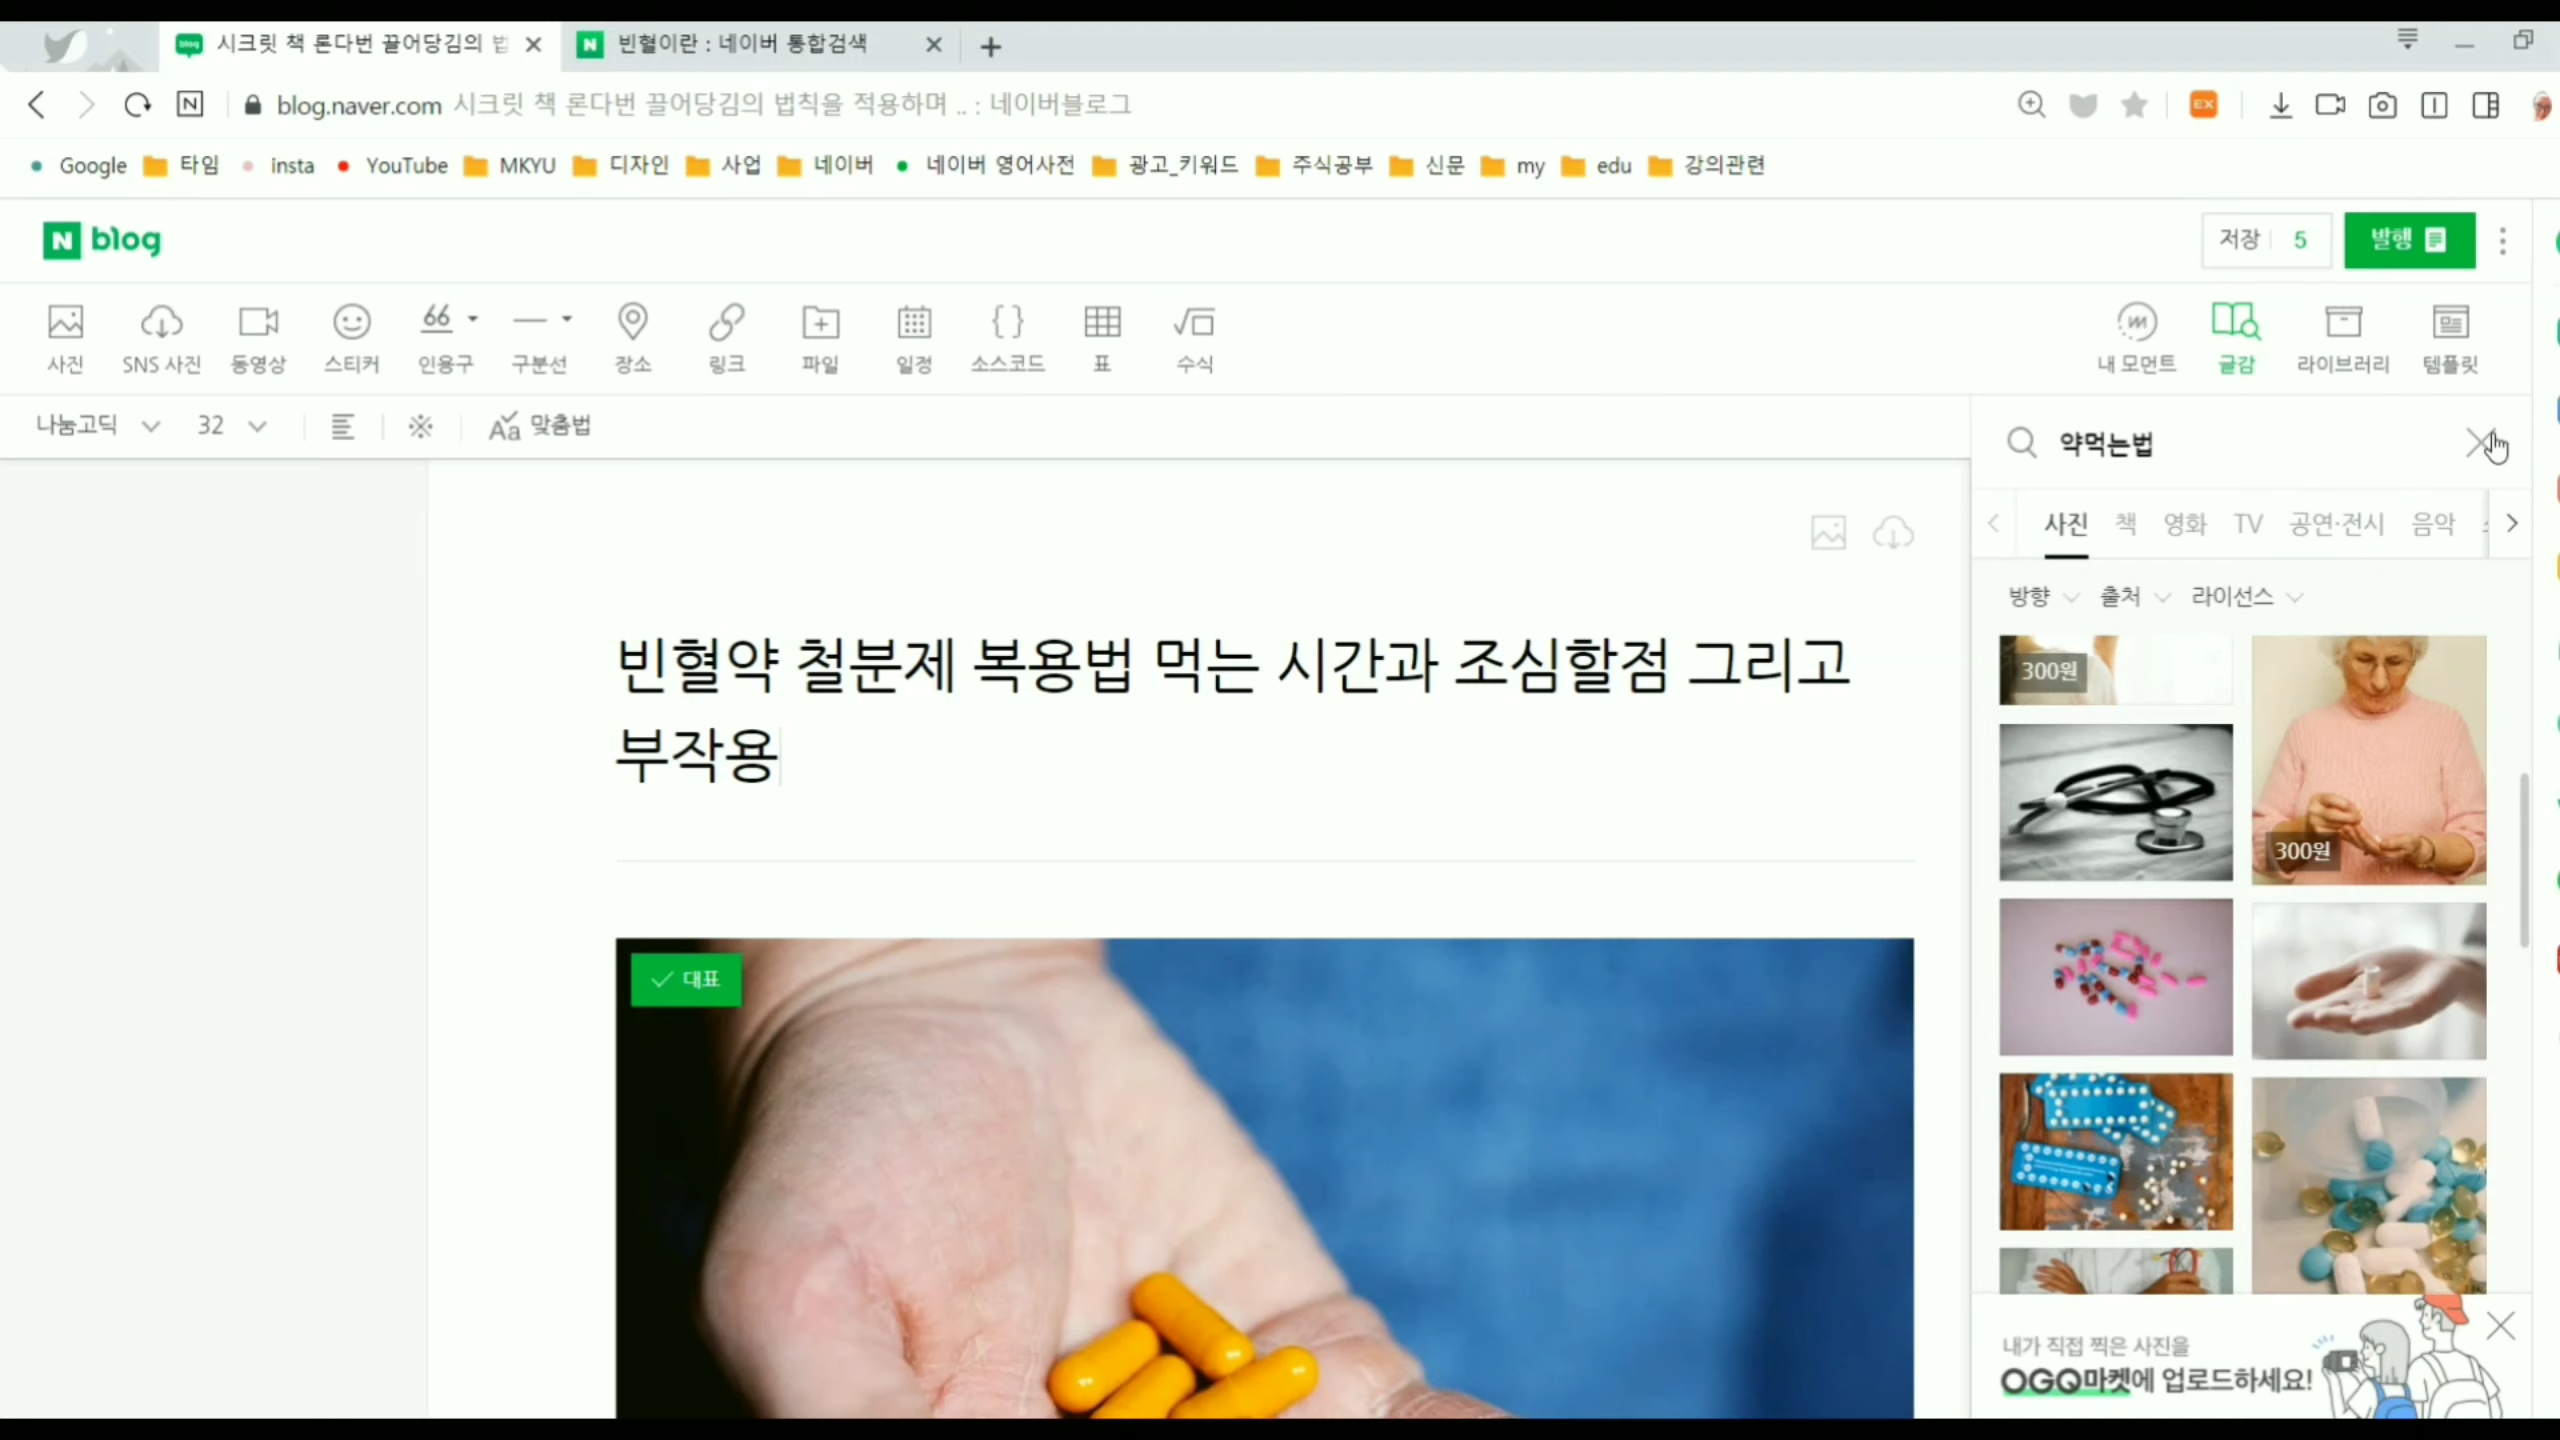 blog 시크릿 책 론다번 끌어당김의 법
N 빈혈이란 : 네이버 통합검색
N blog.naver.com 시크릿 책 론다번 끌어당김의 법칙을 적용하며 .. : 네이버블로그
EX
Google 타임 insta YouTube MKYU 디자인 사업 네이버 네이버 영어사전 광고_키워드 주식공부 신문 my edu 강의관련
N blog
저장 5 발행
사진 SNS 사진 동영상 스티커 인용구 구분선 장소 링크 파일 일정 소스코드 표 수식
내 모먼트 글감 라이브러리 템플릿
나눔고딕 32 맞춤법
약먹는법
사진 책 영화 TV 공연·전시 음악
방향 출처 라이선스
빈혈약 철분제 복용법 먹는 시간과 조심할점 그리고
부작용
300원
300원
대표
내가 직접 찍은 사진을
OGQ마켓에 업로드하세요!